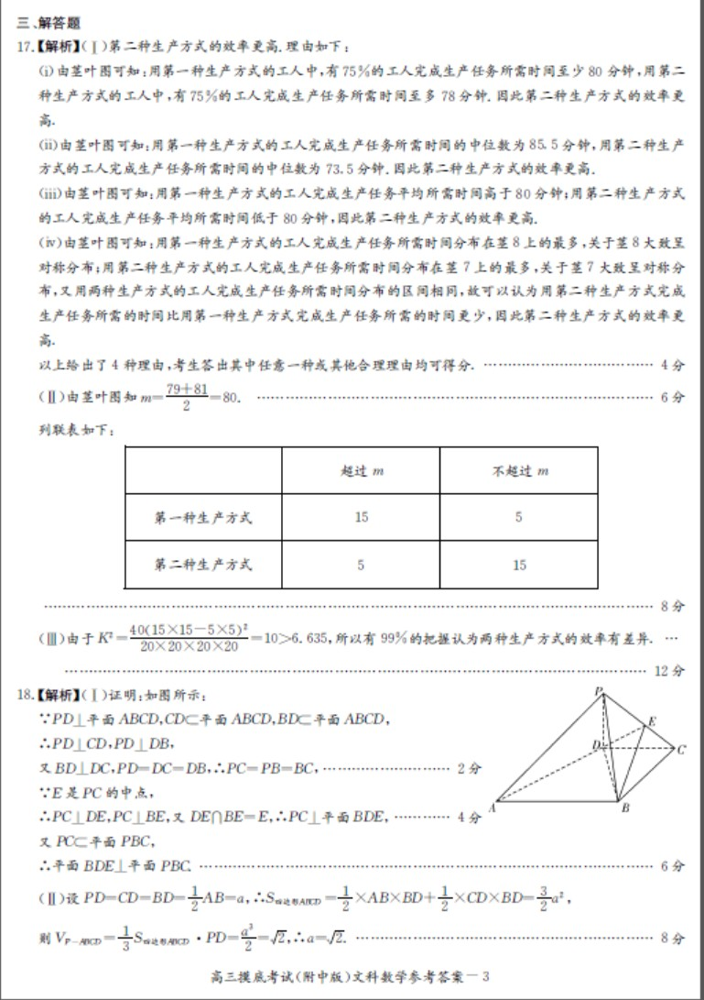 三、解答题
17.【解析】(Ⅰ)第二种生产方式的效率更高.理由如下:
(ⅰ)由茎叶图可知:用第一种生产方式的工人中,有75%的工人完成生产任务所需时间至少80分钟,用第二
种生产方式的工人中,有75%的工人完成生产任务所需时间至多78分钟.因此第二种生产方式的效率更
高.
(ⅱ)由茎叶图可知:用第一种生产方式的工人完成生产任务所需时间的中位数为85.5分钟,用第二种生产
方式的工人完成生产任务所需时间的中位数为73.5分钟.因此第二种生产方式的效率更高.
(ⅲ)由茎叶图可知:用第一种生产方式的工人完成生产任务平均所需时间高于80分钟;用第二种生产方式
的工人完成生产任务平均所需时间低于80分钟,因此第二种生产方式的效率更高.
(ⅳ)由茎叶图可知:用第一种生产方式的工人完成生产任务所需时间分布在茎8上的最多,关于茎8大致呈
对称分布;用第二种生产方式的工人完成生产任务所需时间分布在茎7上的最多,关于茎7大致呈对称分
布,又用两种生产方式的工人完成生产任务所需时间分布的区间相同,故可以认为用第二种生产方式完成
生产任务所需的时间比用第一种生产方式完成生产任务所需的时间更少,因此第二种生产方式的效率更
高.
以上给出了4种理由,考生答出其中任意一种或其他合理理由均可得分. …………………………… 4分
(Ⅱ)由茎叶图知m=\frac{79+81}{2}=80. …………………………………………………………………… 6分
列联表如下:
超过m 不超过m
第一种生产方式 15 5
第二种生产方式 5 15
…………………………………………………………………………………………………… 8分
(Ⅲ)由于K²=\frac{40(15×15-5×5)²}{20×20×20×20}=10>6.635,所以有99%的把握认为两种生产方式的效率有差异. …
…………………………………………………………………………………………………… 12分
18.【解析】(Ⅰ)证明:如图所示:
∵PD⊥平面ABCD,CD⊂平面ABCD,BD⊂平面ABCD,
∴PD⊥CD,PD⊥DB,
又BD⊥DC,PD=DC=DB,∴PC=PB=BC, …………………… 2分
∵E是PC的中点,
∴PC⊥DE,PC⊥BE,又DE∩BE=E,∴PC⊥平面BDE, ………… 4分
又PC⊂平面PBC,
∴平面BDE⊥平面PBC. ……………………………………………………………………………… 6分
(Ⅱ)设PD=CD=BD=\frac{1}{2}AB=a,∴S四边形ABCD=\frac{1}{2}×AB×BD+\frac{1}{2}×CD×BD=\frac{3}{2}a²,
则V_{P-ABCD}=\frac{1}{3}S四边形ABCD·PD=\frac{a³}{2}=√2,∴a=√2. …………………………………………………… 8分
P
E
D
C
A
B
高三摸底考试(附中版)文科数学参考答案-3